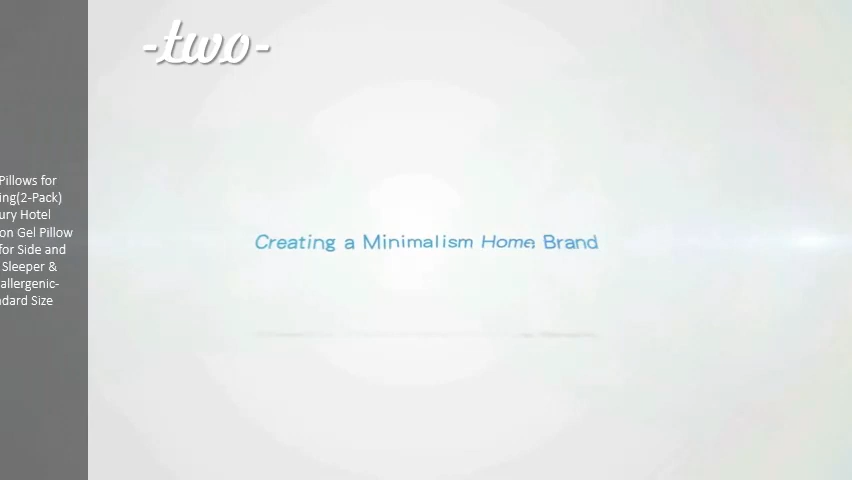 -two-
Pillows for
ing(2-Pack)
ury Hotel
on Gel Pillow
for Side and
Sleeper &
allergenic-
dard Size
Creating a Minimalism Home Brand